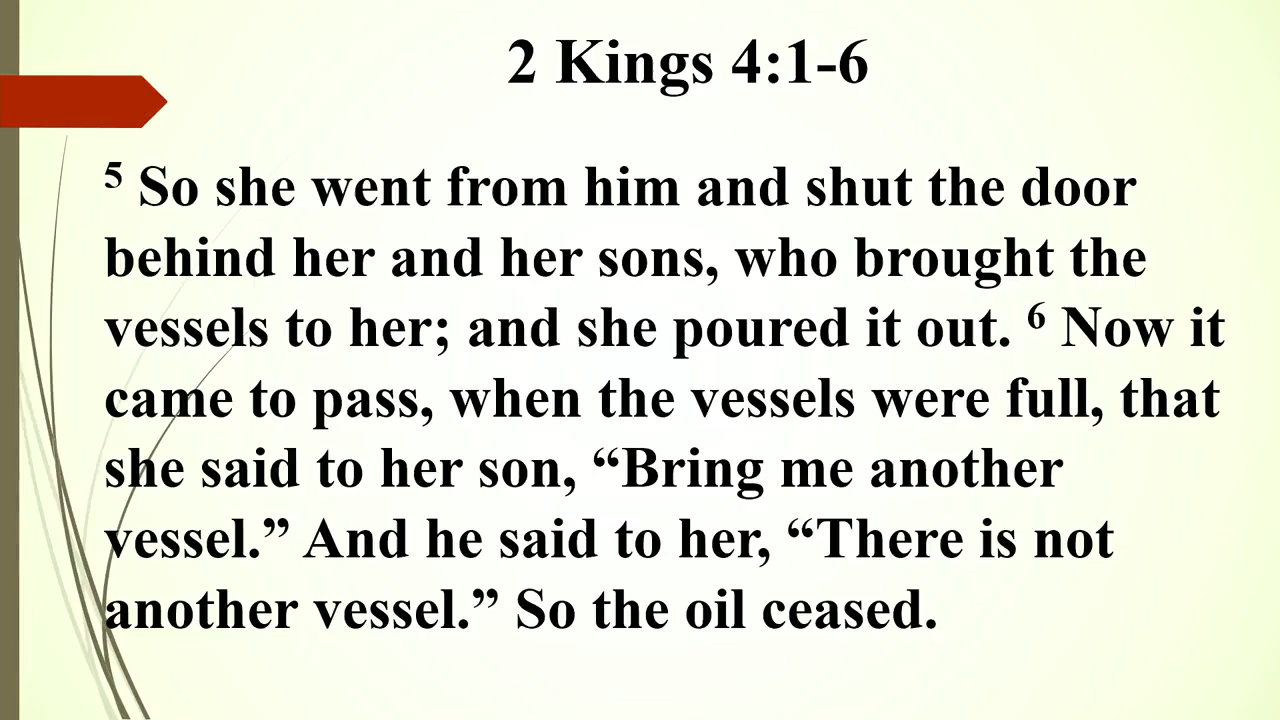 2 Kings 4:1-6
⁵ So she went from him and shut the door
behind her and her sons, who brought the
vessels to her; and she poured it out. ⁶ Now it
came to pass, when the vessels were full, that
she said to her son, “Bring me another
vessel.” And he said to her, “There is not
another vessel.” So the oil ceased.